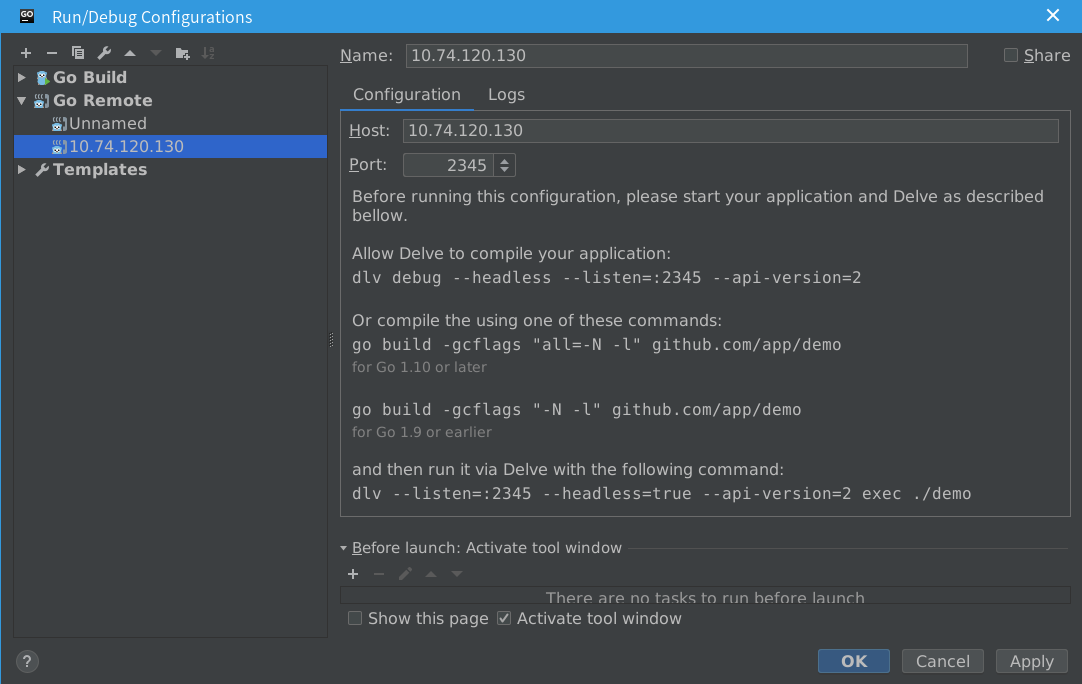 GO Run/Debug Configurations
Name: 10.74.120.130 Share
Go Build
Go Remote
Unnamed
10.74.120.130
Templates
Configuration Logs
Host: 10.74.120.130
Port: 2345
Before running this configuration, please start your application and Delve as described
bellow.
Allow Delve to compile your application:
dlv debug --headless --listen=:2345 --api-version=2
Or compile the using one of these commands:
go build -gcflags "all=-N -l" github.com/app/demo
for Go 1.10 or later
go build -gcflags "-N -l" github.com/app/demo
for Go 1.9 or earlier
and then run it via Delve with the following command:
dlv --listen=:2345 --headless=true --api-version=2 exec ./demo
Before launch: Activate tool window
There are no tasks to run before launch
Show this page Activate tool window
? OK Cancel Apply